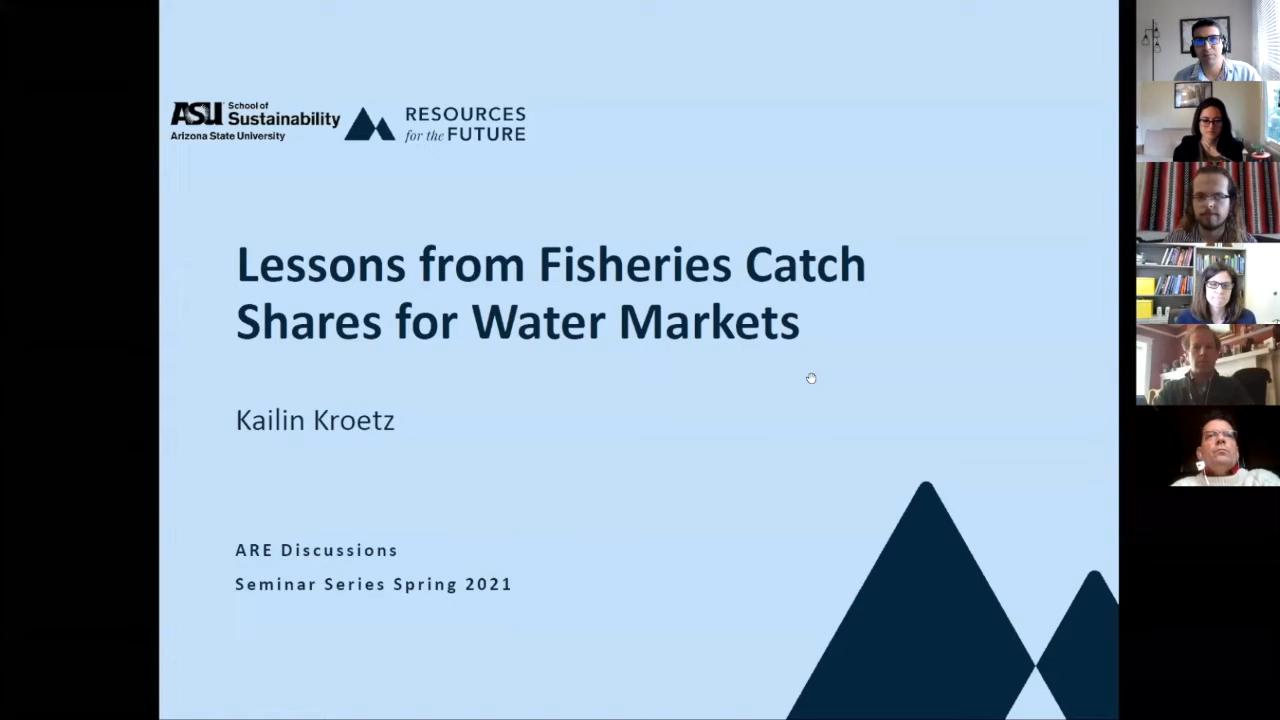 ASU School of
Sustainability
Arizona State University
RESOURCES
for the FUTURE
Lessons from Fisheries Catch
Shares for Water Markets
Kailin Kroetz
ARE Discussions
Seminar Series Spring 2021